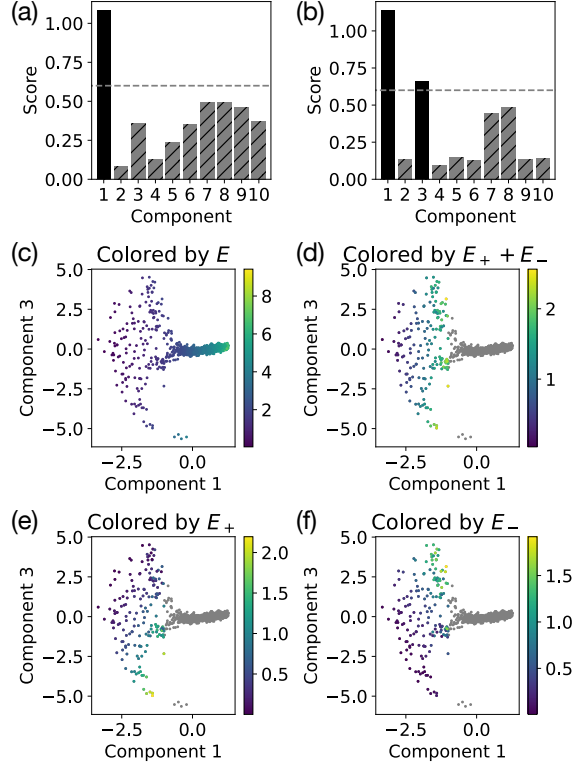 (a)
1.00
0.75
0.50
0.25
0.00
Score
1 2 3 4 5 6 7 8 9 10
Component
(b)
1.00
0.75
0.50
0.25
0.00
Score
1 2 3 4 5 6 7 8 9 10
Component
(c) Colored by E
5.0
2.5
0.0
−2.5
−5.0
Component 3
−2.5 0.0
Component 1
8
6
4
2
(d) Colored by E₊ + E₋
5.0
2.5
0.0
−2.5
−5.0
Component 3
−2.5 0.0
Component 1
2
1
(e) Colored by E₊
5.0
2.5
0.0
−2.5
−5.0
Component 3
−2.5 0.0
Component 1
2.0
1.5
1.0
0.5
(f) Colored by E₋
5.0
2.5
0.0
−2.5
−5.0
Component 3
−2.5 0.0
Component 1
1.5
1.0
0.5